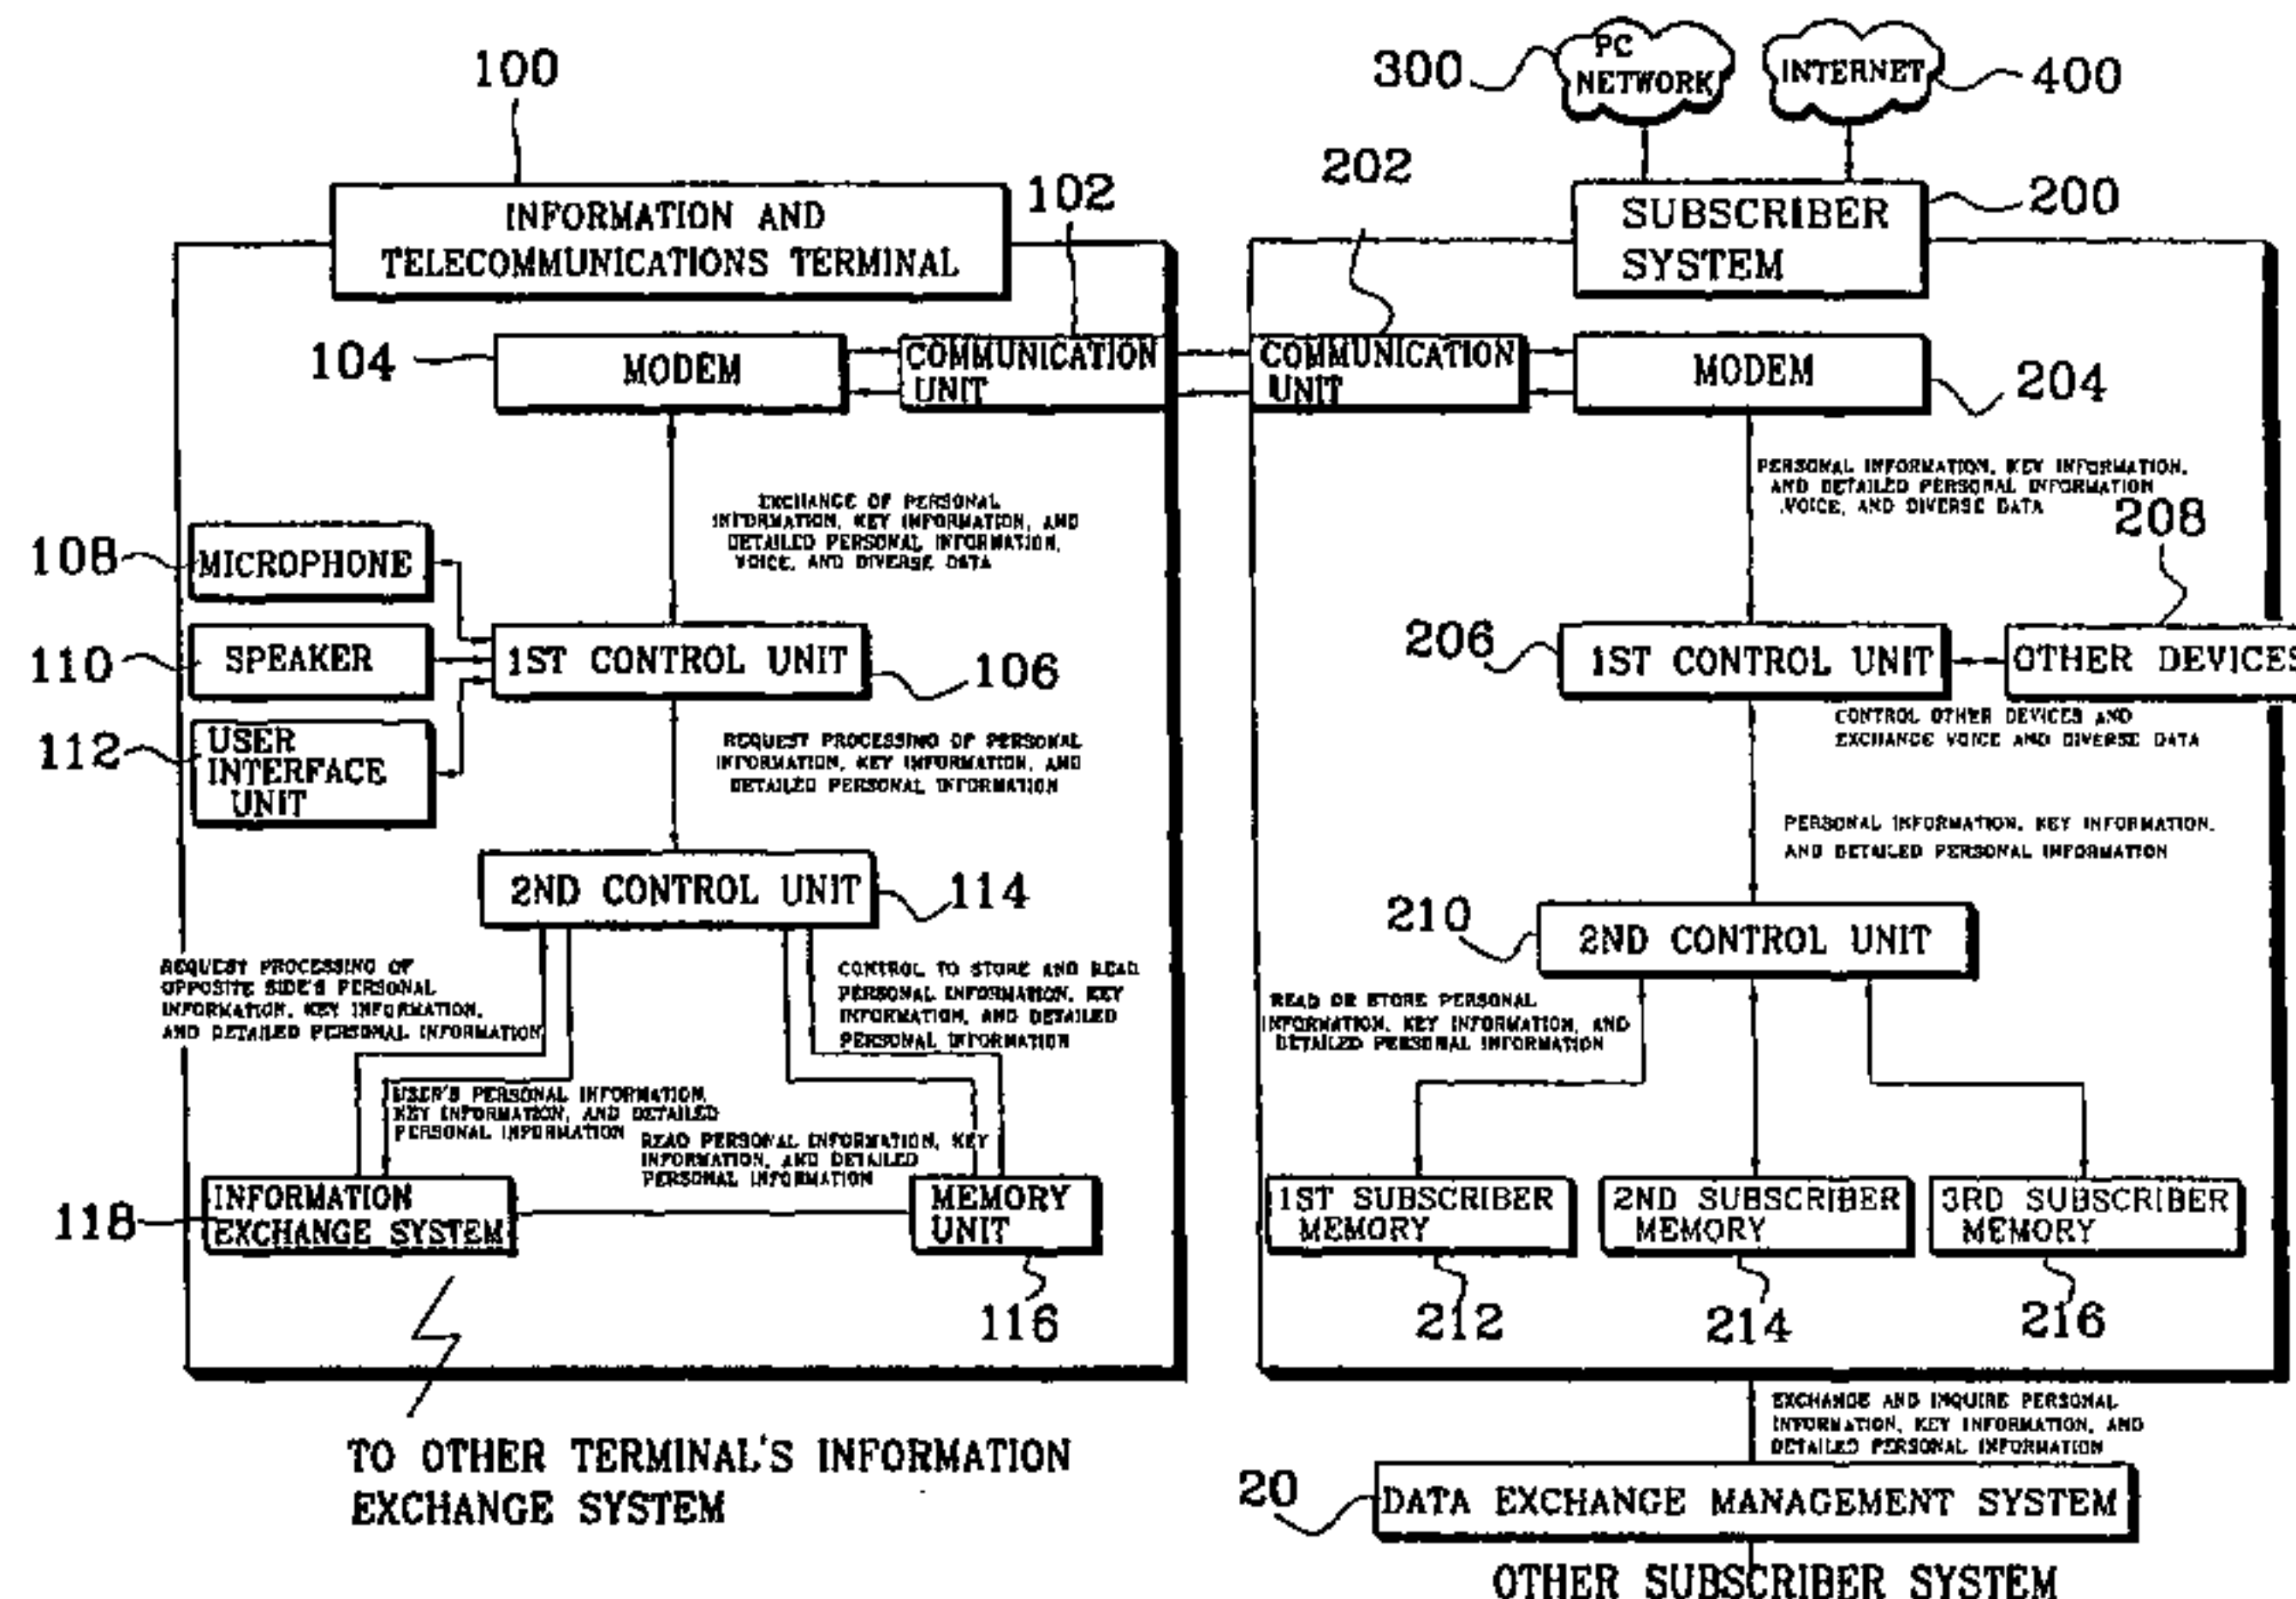 100
INFORMATION AND
TELECOMMUNICATIONS TERMINAL
102
104
MODEM
COMMUNICATION
UNIT
EXCHANGE OF PERSONAL
INFORMATION, KEY INFORMATION, AND
DETAILED PERSONAL INFORMATION,
VOICE, AND DIVERSE DATA
108
MICROPHONE
110
SPEAKER
1ST CONTROL UNIT
106
112
USER
INTERFACE
UNIT
REQUEST PROCESSING OF PERSONAL
INFORMATION, KEY INFORMATION, AND
DETAILED PERSONAL INFORMATION
2ND CONTROL UNIT
114
REQUEST PROCESSING OF
OPPOSITE SIDE'S PERSONAL
INFORMATION, KEY INFORMATION,
AND DETAILED PERSONAL INFORMATION
CONTROL TO STORE AND READ
PERSONAL INFORMATION, KEY
INFORMATION, AND DETAILED
PERSONAL INFORMATION
USER'S PERSONAL INFORMATION,
KEY INFORMATION, AND DETAILED
PERSONAL INFORMATION
READ PERSONAL INFORMATION, KEY
INFORMATION, AND DETAILED
PERSONAL INFORMATION
118
INFORMATION
EXCHANGE SYSTEM
MEMORY
UNIT
116
TO OTHER TERMINAL'S INFORMATION
EXCHANGE SYSTEM
300
PC
NETWORK
INTERNET
400
202
SUBSCRIBER
SYSTEM
200
COMMUNICATION
UNIT
MODEM
204
PERSONAL INFORMATION, KEY INFORMATION,
AND DETAILED PERSONAL INFORMATION
,VOICE, AND DIVERSE DATA
208
206
1ST CONTROL UNIT
OTHER DEVICES
CONTROL OTHER DEVICES AND
EXCHANGE VOICE AND DIVERSE DATA
PERSONAL INFORMATION, KEY INFORMATION,
AND DETAILED PERSONAL INFORMATION
210
2ND CONTROL UNIT
READ OR STORE PERSONAL
INFORMATION, KEY INFORMATION, AND
DETAILED PERSONAL INFORMATION
1ST SUBSCRIBER
MEMORY
2ND SUBSCRIBER
MEMORY
3RD SUBSCRIBER
MEMORY
212
214
216
EXCHANGE AND INQUIRE PERSONAL
INFORMATION, KEY INFORMATION, AND
DETAILED PERSONAL INFORMATION
20
DATA EXCHANGE MANAGEMENT SYSTEM
OTHER SUBSCRIBER SYSTEM